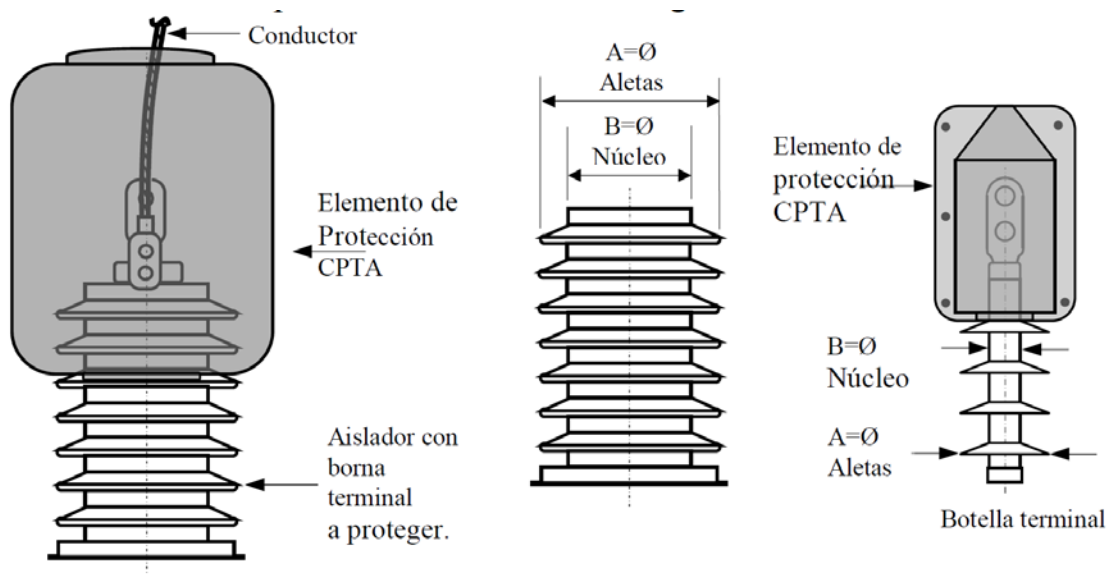 Conductor
Elemento de
Protección
CPTA
Aislador con
borna
terminal
a proteger.
A=Ø
Aletas
B=Ø
Núcleo
Elemento de
protección
CPTA
B=Ø
Núcleo
A=Ø
Aletas
Botella terminal